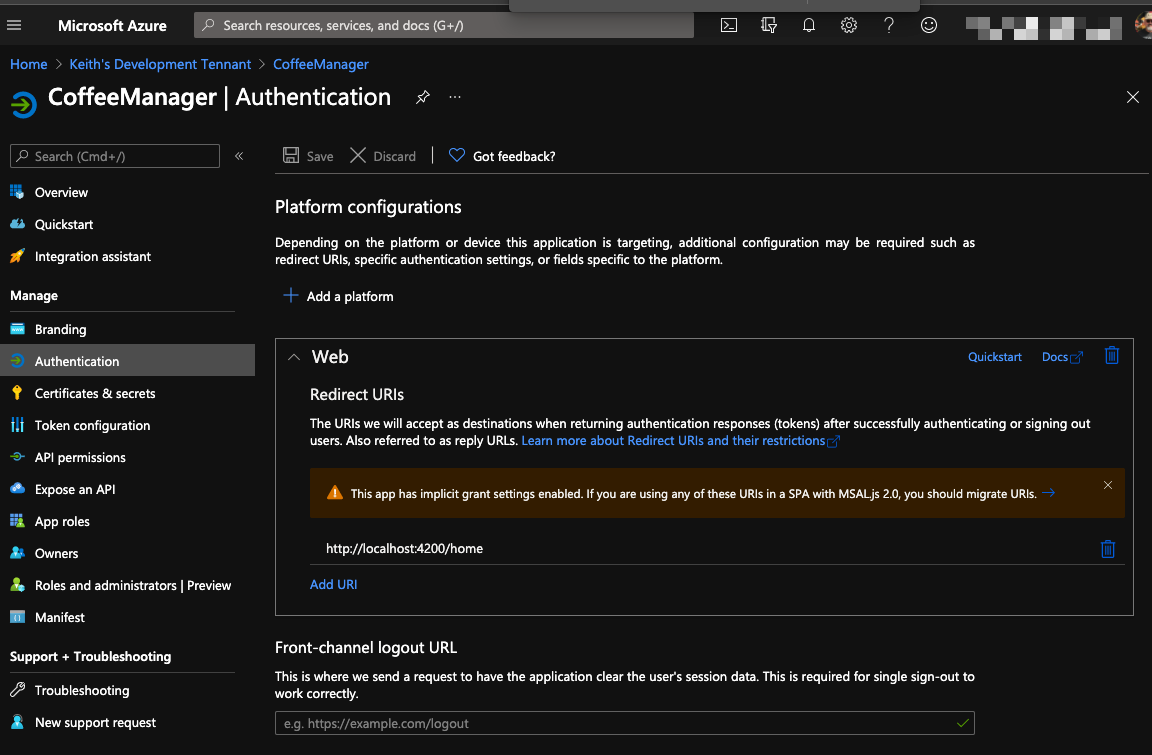 Microsoft Azure
Search resources, services, and docs (G+/)
Home > Keith's Development Tennant > CoffeeManager
CoffeeManager | Authentication
Search (Cmd+/)
Overview
Quickstart
Integration assistant
Manage
Branding
Authentication
Certificates & secrets
Token configuration
API permissions
Expose an API
App roles
Owners
Roles and administrators | Preview
Manifest
Support + Troubleshooting
Troubleshooting
New support request
Save Discard | Got feedback?
Platform configurations
Depending on the platform or device this application is targeting, additional configuration may be required such as
redirect URIs, specific authentication settings, or fields specific to the platform.
Add a platform
Web
Quickstart Docs
Redirect URIs
The URIs we will accept as destinations when returning authentication responses (tokens) after successfully authenticating or signing out
users. Also referred to as reply URLs. Learn more about Redirect URIs and their restrictions
This app has implicit grant settings enabled. If you are using any of these URIs in a SPA with MSAL.js 2.0, you should migrate URIs.
http://localhost:4200/home
Add URI
Front-channel logout URL
This is where we send a request to have the application clear the user's session data. This is required for single sign-out to
work correctly.
e.g. https://example.com/logout